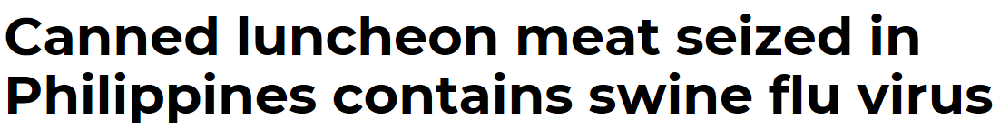 Canned luncheon meat seized in
Philippines contains swine flu virus